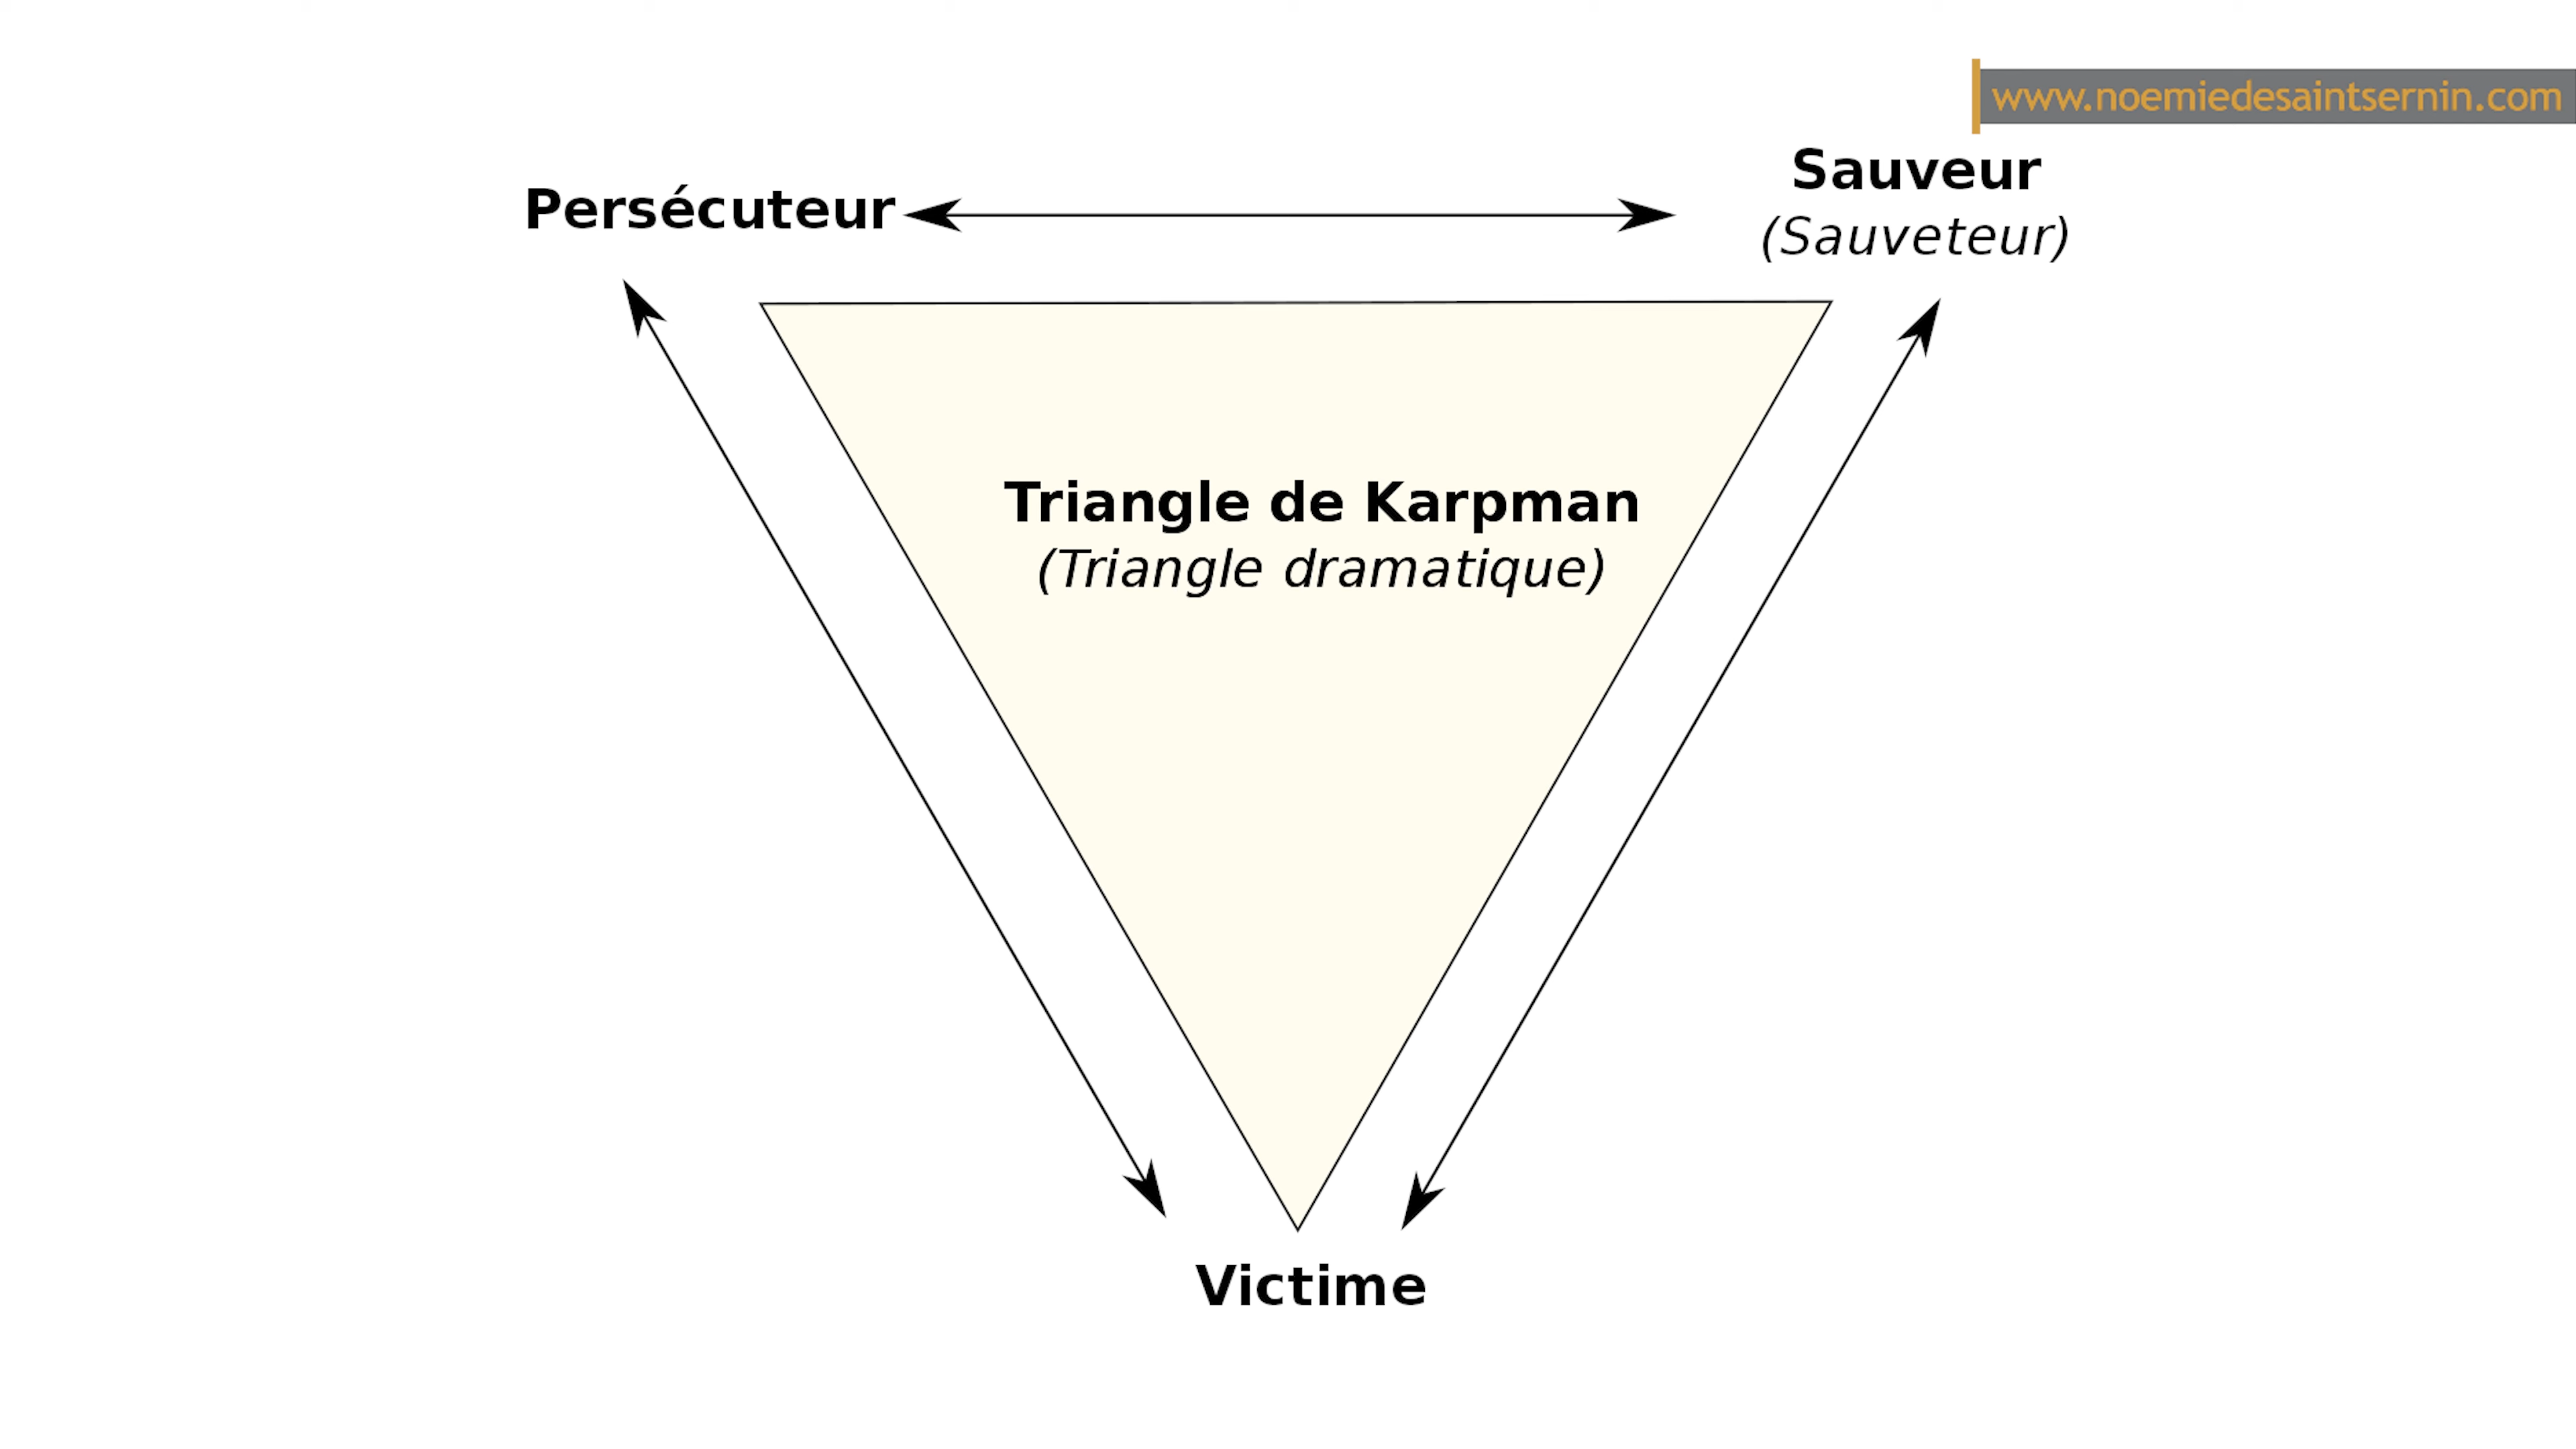 www.noemiedesaintsernin.com
Persécuteur
Sauveur
(Sauveteur)
Triangle de Karpman
(Triangle dramatique)
Victime